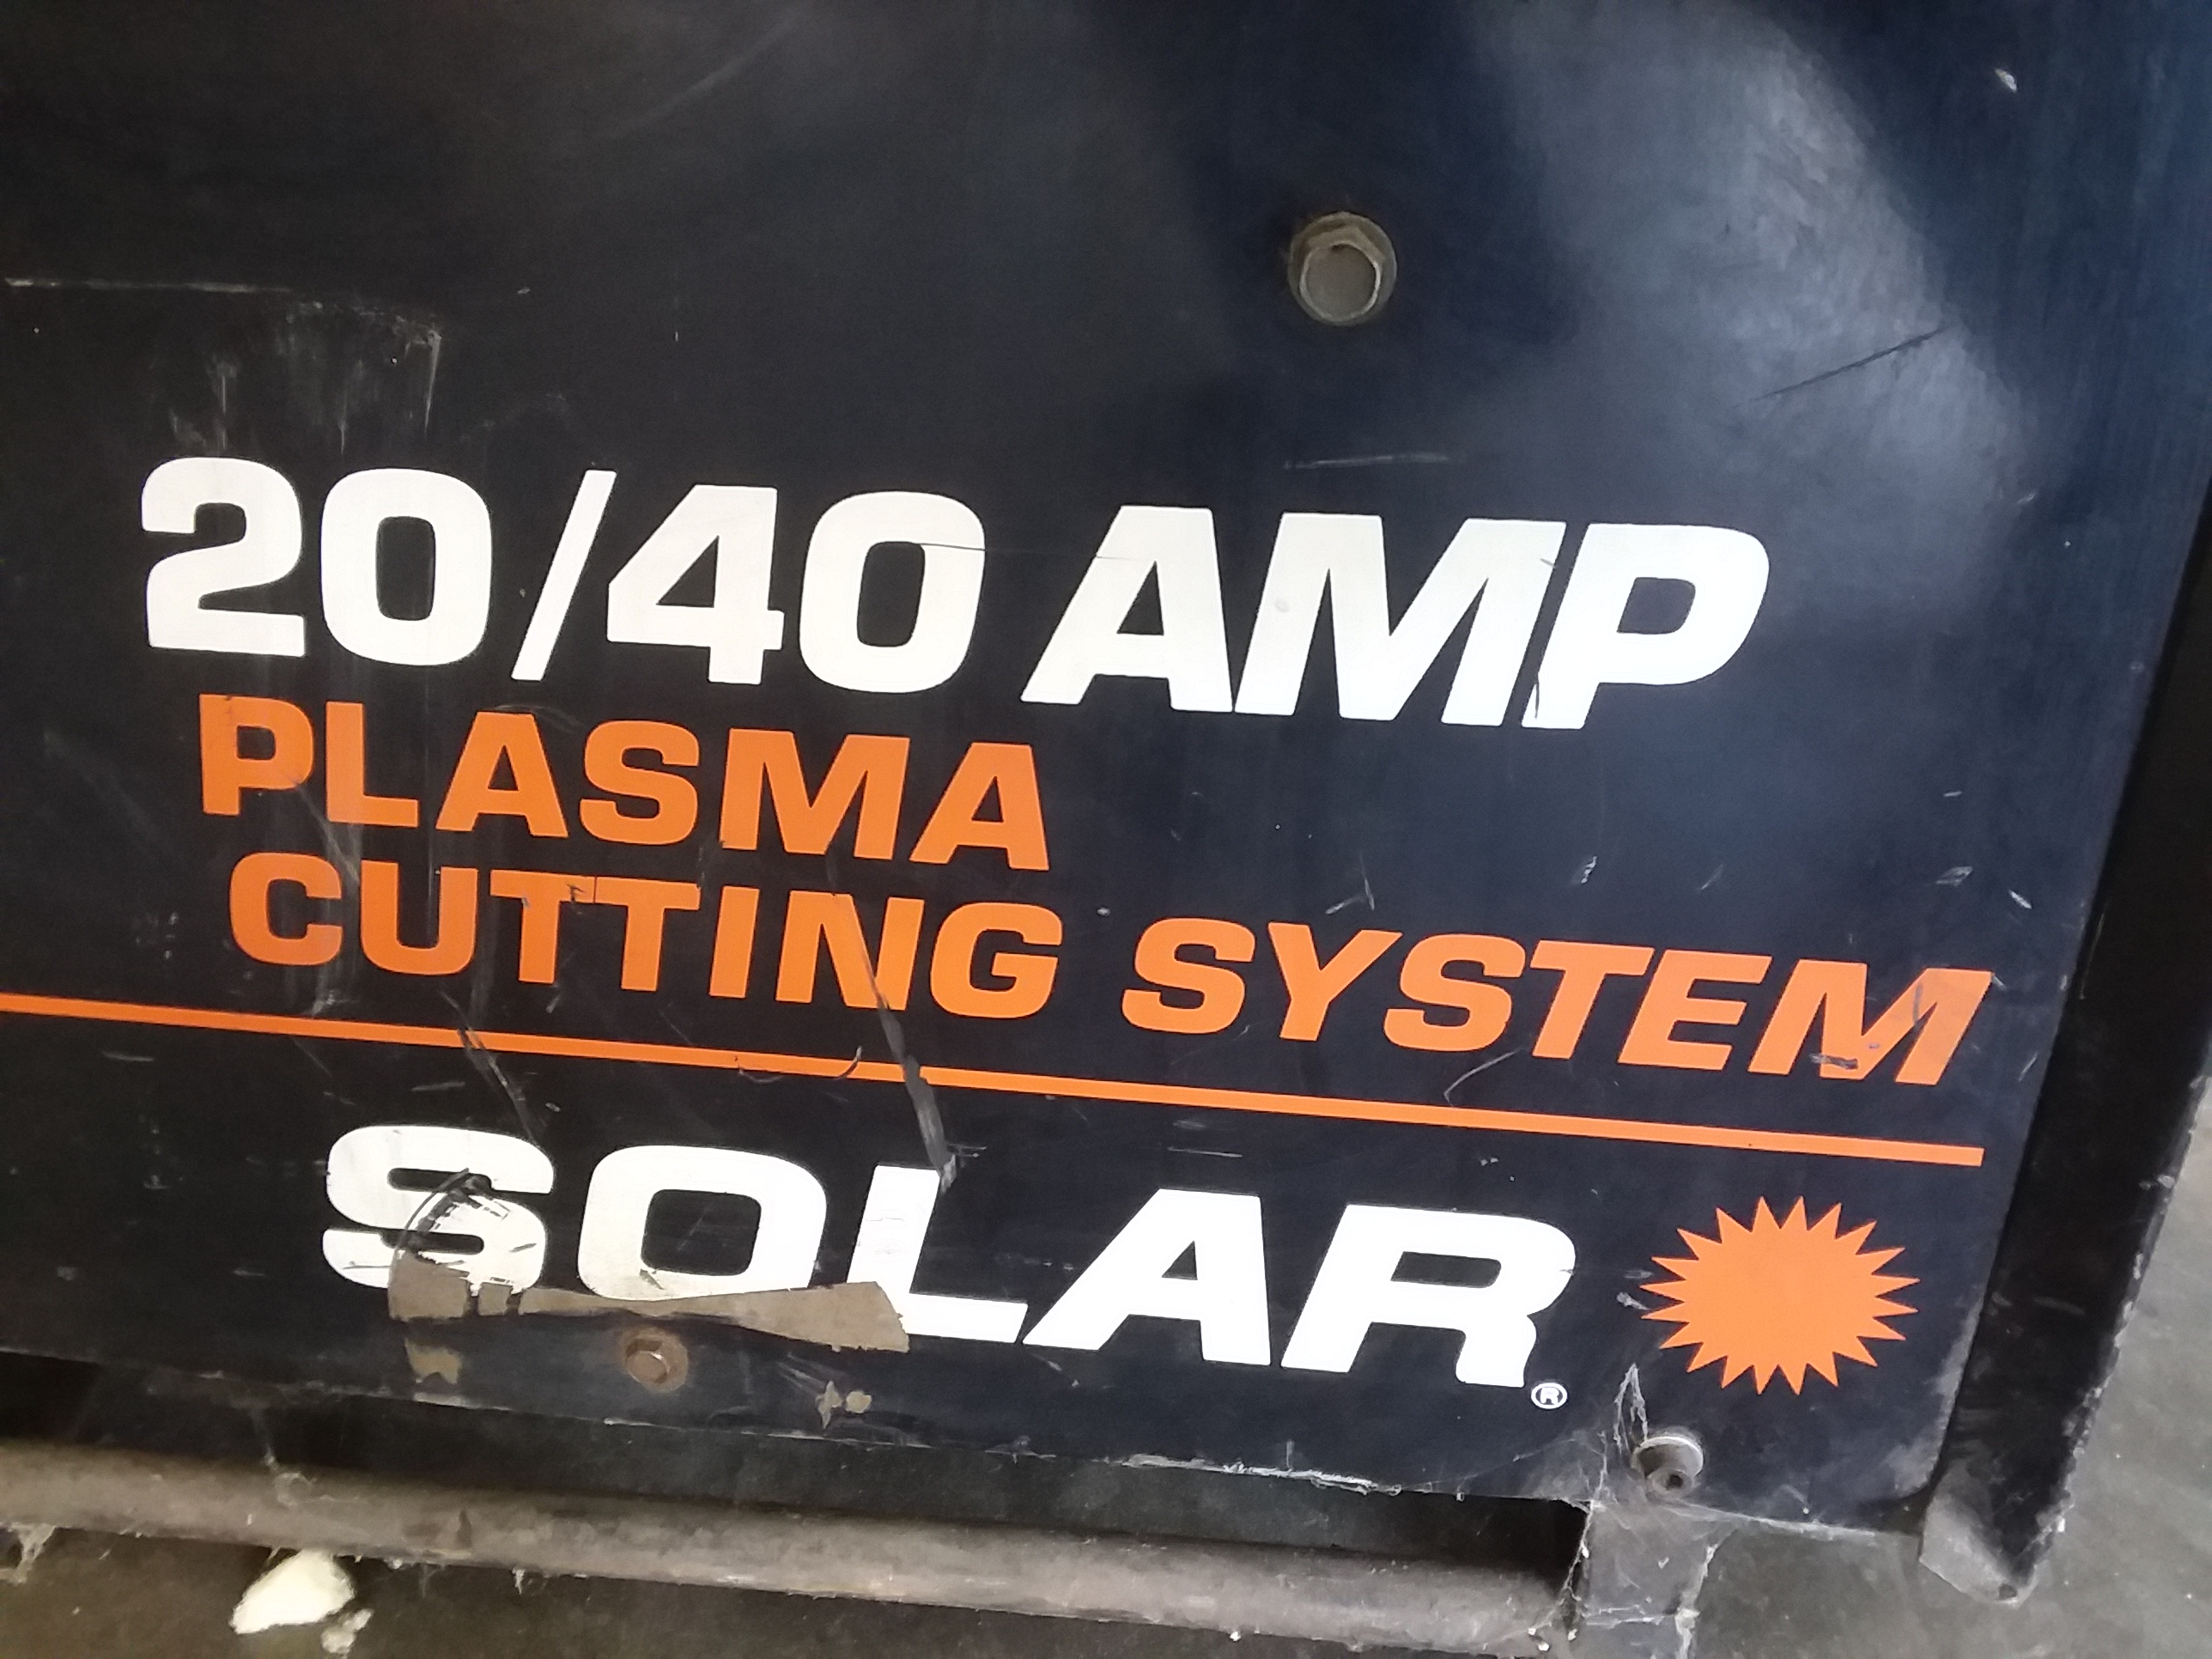 20/40 AMP
PLASMA
CUTTING SYSTEM
SOLAR®